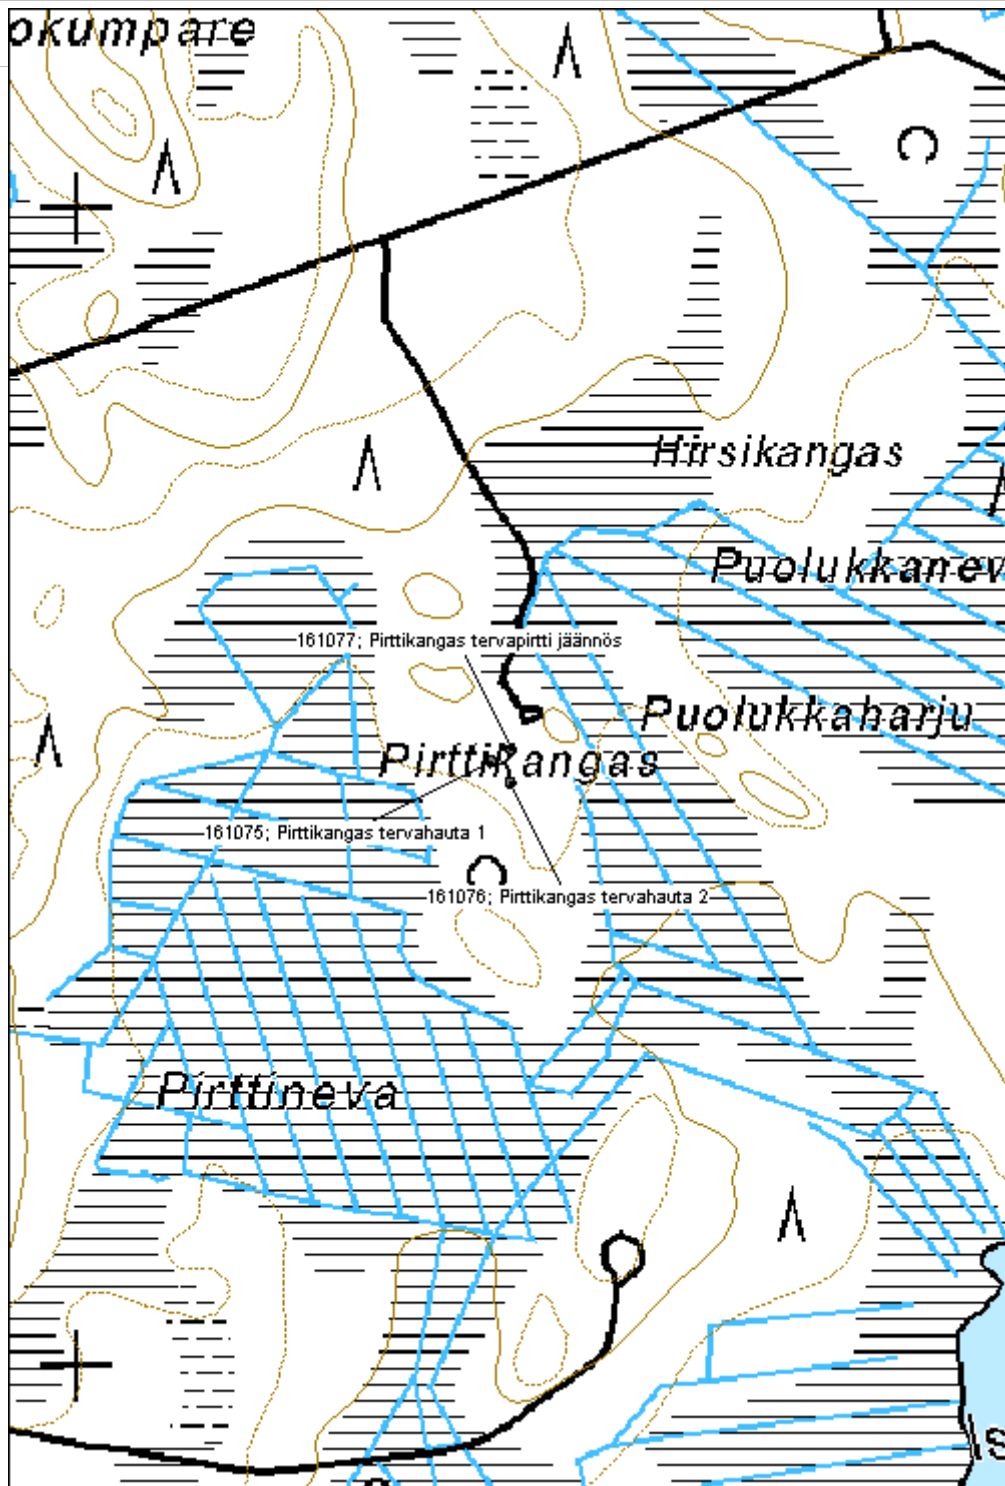 okumpare
Hirsikangas
Puolukkanev
161077; Pirttikangas tervapirtti jäännös
Puolukkaharju
Pirttikangas
161075; Pirttikangas tervahauta 1
161076; Pirttikangas tervahauta 2
Pirttineva